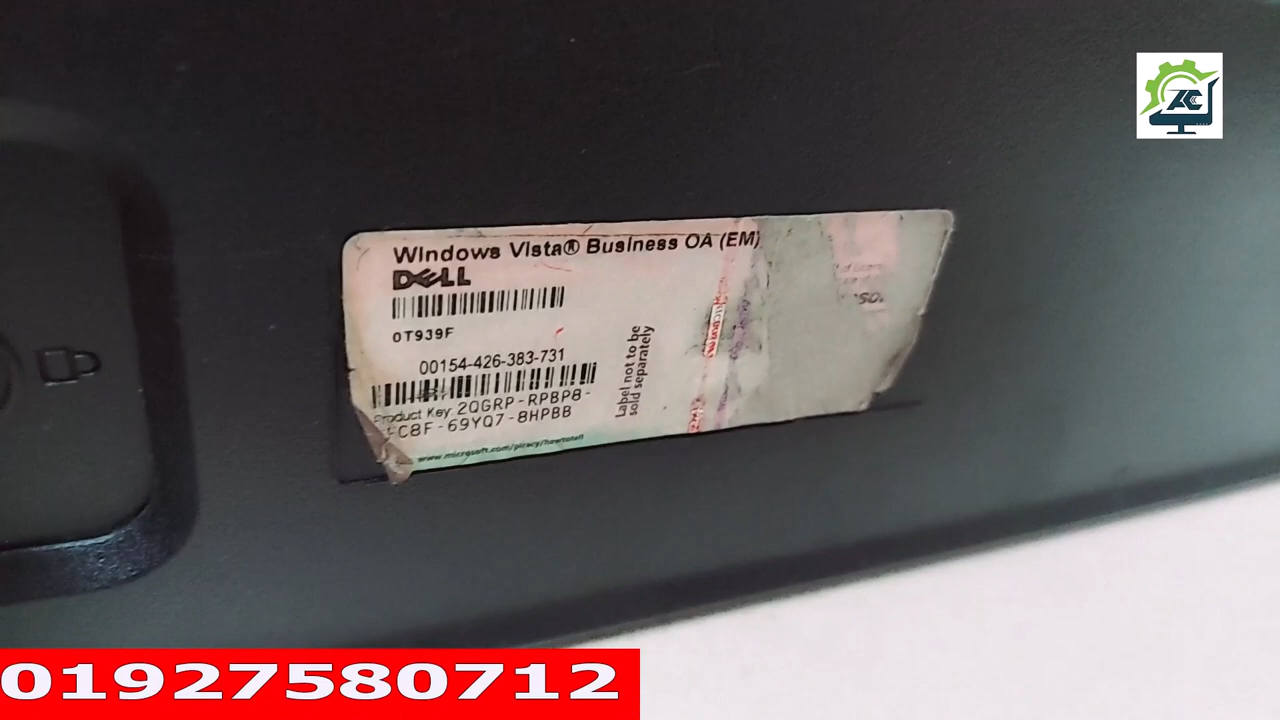 Windows Vista® Business OA (EM)
DELL
0T939F
00154-426-383-731
Product Key: 2QGRP-RPBP8-
C8F-69YQ7-8HPBB
www.microsoft.com/piracy/howtotell
Label not to be
sold separately
01927580712